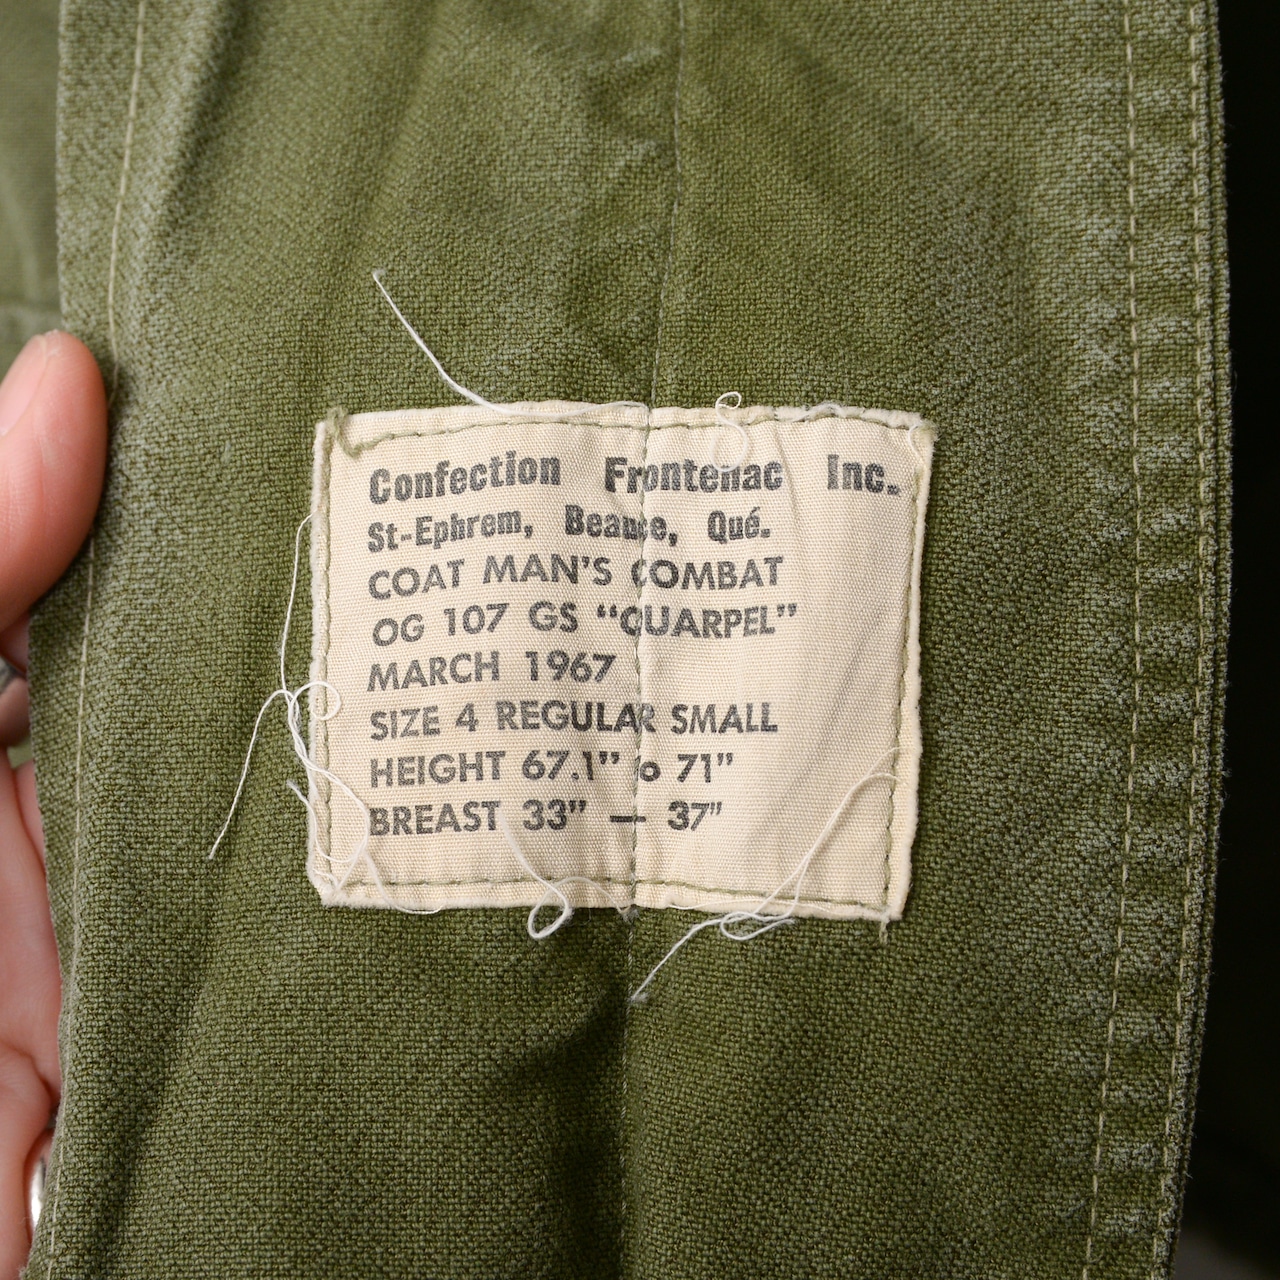 Confection Frontenac Inc.
St-Ephrem, Beauce, Qué.
COAT MAN'S COMBAT
OG 107 GS “QUARPEL”
MARCH 1967
SIZE 4 REGULAR SMALL
HEIGHT 67.1” to 71”
BREAST 33” — 37”